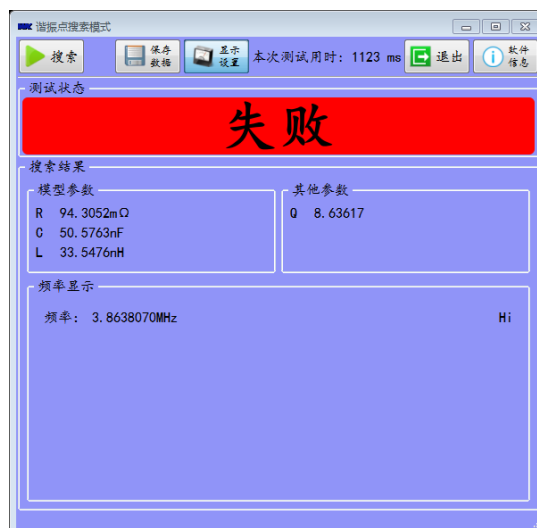 谐振点搜索模式
搜索
保存数据
显示设置
本次测试用时: 1123 ms
退出
软件信息
测试状态
失败
搜索结果
模型参数
R 94.3052mΩ
C 50.5763nF
L 33.5476nH
其他参数
Q 8.63617
频率显示
频率: 3.8638070MHz
Hi